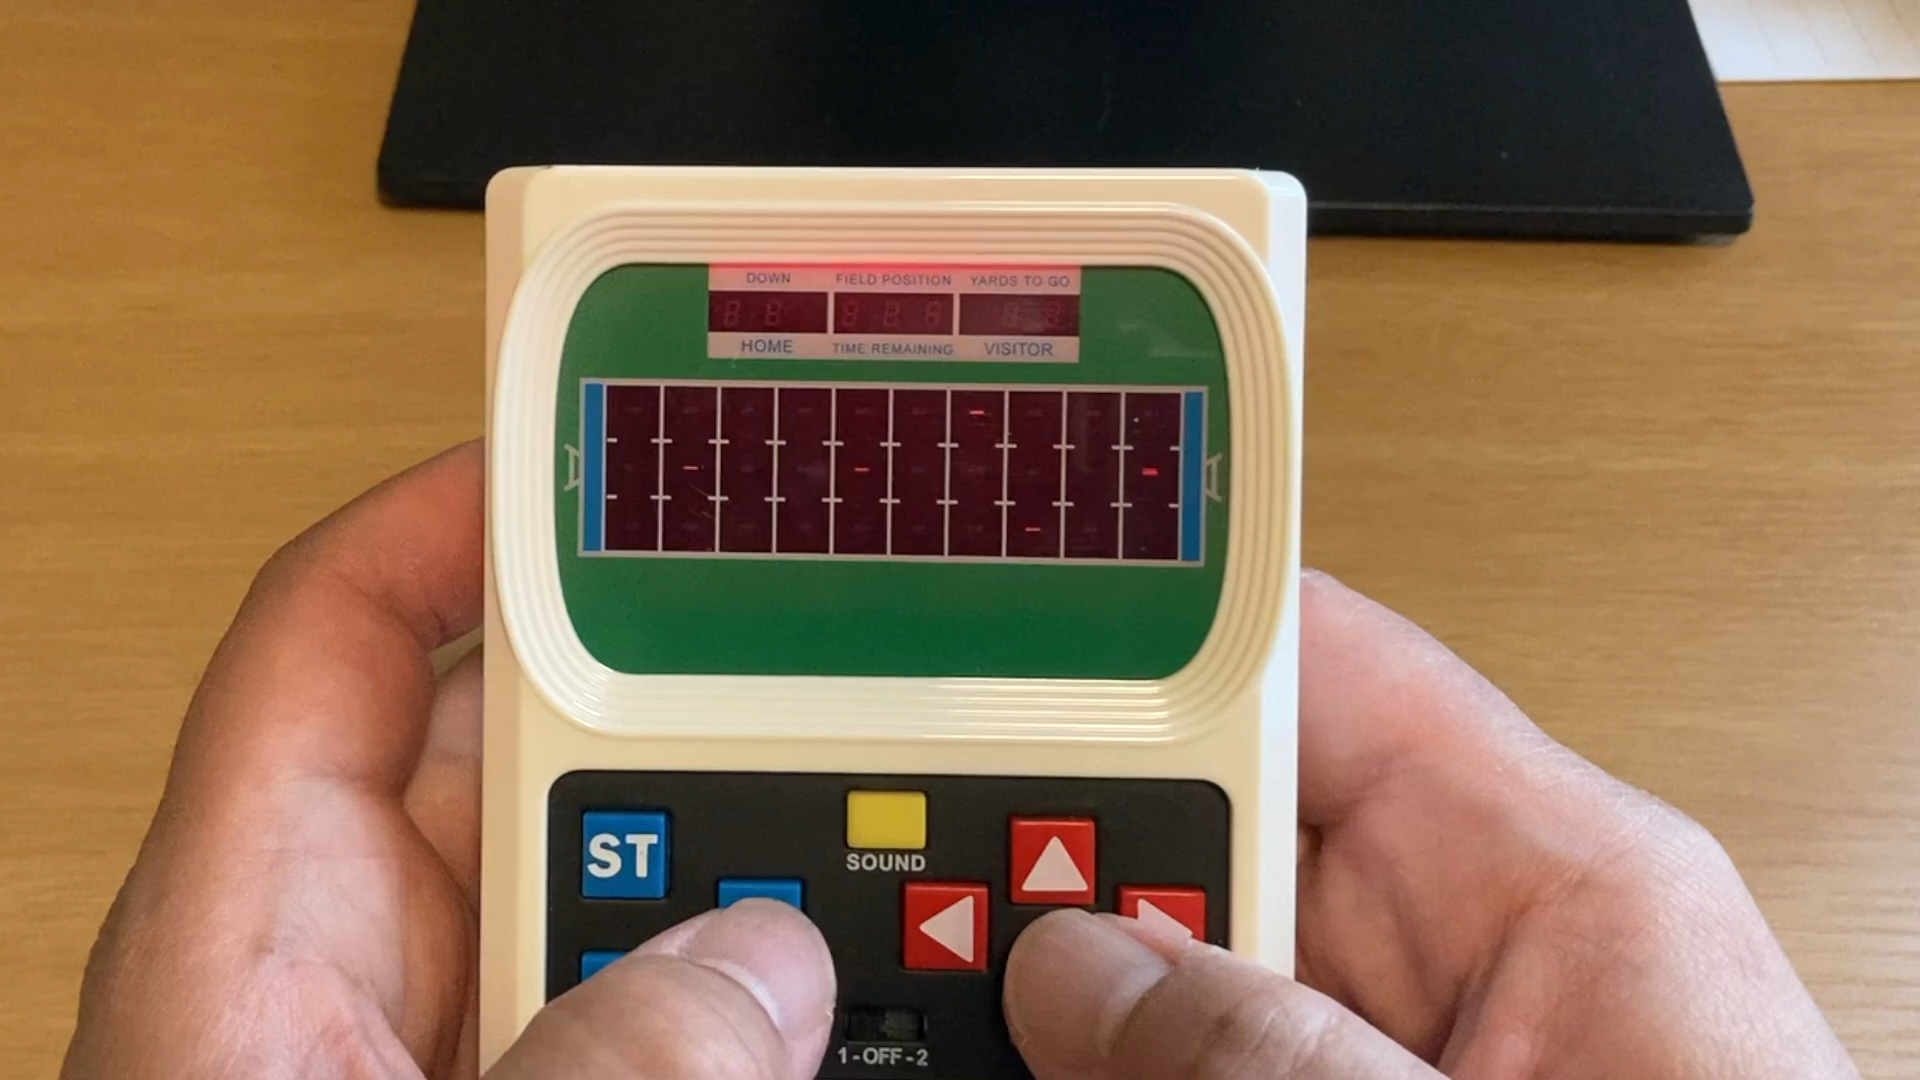 DOWN FIELD POSITION YARDS TO GO
HOME TIME REMAINING VISITOR
ST
SOUND
1-OFF-2